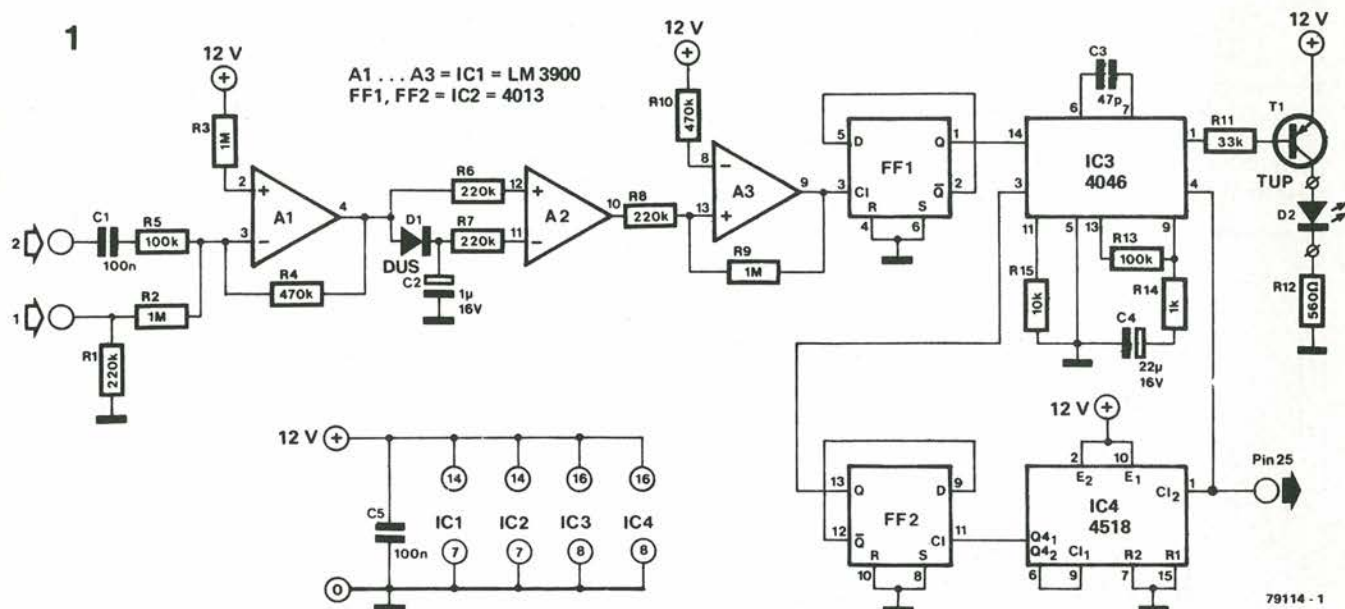 1
12 V
+
A1 . . . A3 = IC1 = LM 3900
FF1, FF2 = IC2 = 4013
R3
1M
2
+
A1
4
3
−
2
C1
100n
R5
100k
1
R2
1M
R1
220k
R4
470k
R6
220k
12
+
D1
DUS
R7
220k
11
−
C2
1µ
16V
A2
10
R8
220k
12 V
+
R10
470k
8
−
A3
9
13
+
R9
1M
5
D
Q
1
FF1
3
Cl
Q̅
2
R
S
4
6
C3
47p
6
7
14
IC3
4046
1
3
4
11
5
13
9
R11
33k
12 V
+
T1
TUP
D2
R12
560Ω
R15
10k
R13
100k
R14
1k
C4
22µ
16V
12 V
+
C5
100n
14
14
16
16
IC1
IC2
IC3
IC4
7
7
8
8
0
13
Q
D
9
FF2
12
Q̅
Cl
11
R
S
10
8
12 V
+
2
10
E2
E1
IC4
4518
Cl2
1
Q41
Q42
Cl1
R2
R1
6
9
7
15
Pin 25
79114 - 1